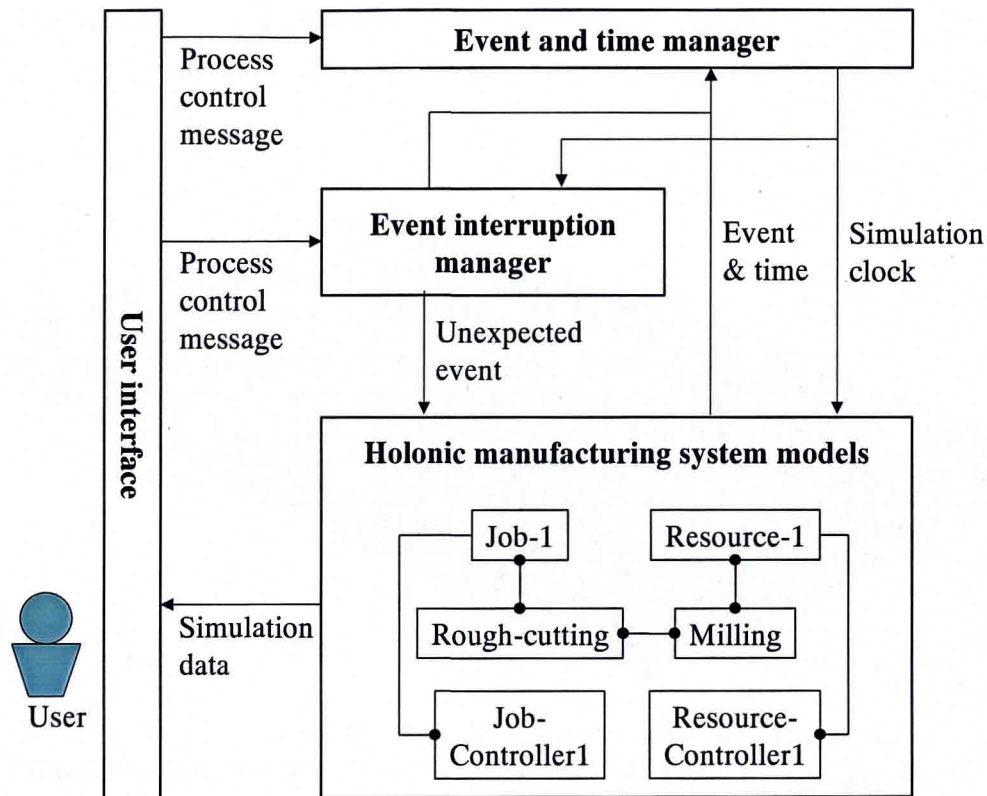 Event and time manager
Process
control
message
Event interruption
manager
Process
control
message
Event
& time
Simulation
clock
Unexpected
event
User interface
Holonic manufacturing system models
Job-1
Resource-1
Rough-cutting
Milling
Simulation
data
User
Job-
Controller1
Resource-
Controller1